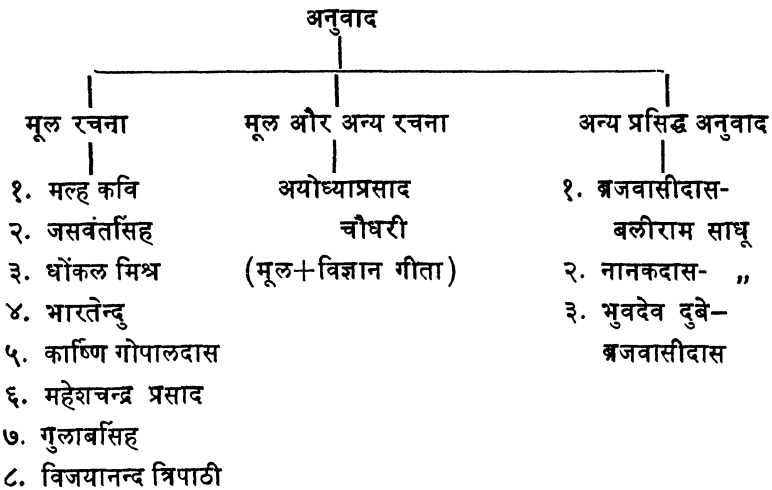 अनुवाद
मूल रचना
१. मल्ह कवि
२. जसवंतसिंह
३. धोंकल मिश्र
४. भारतेन्दु
५. कार्ष्णि गोपालदास
६. महेशचन्द्र प्रसाद
७. गुलाबसिंह
८. विजयानन्द त्रिपाठी
मूल और अन्य रचना
अयोध्याप्रसाद
चौधरी
(मूल+विज्ञान गीता)
अन्य प्रसिद्ध अनुवाद
१. ब्रजवासीदास-
बलीराम साधू
२. नानकदास- ,,
३. भुवदेव दुबे–
ब्रजवासीदास